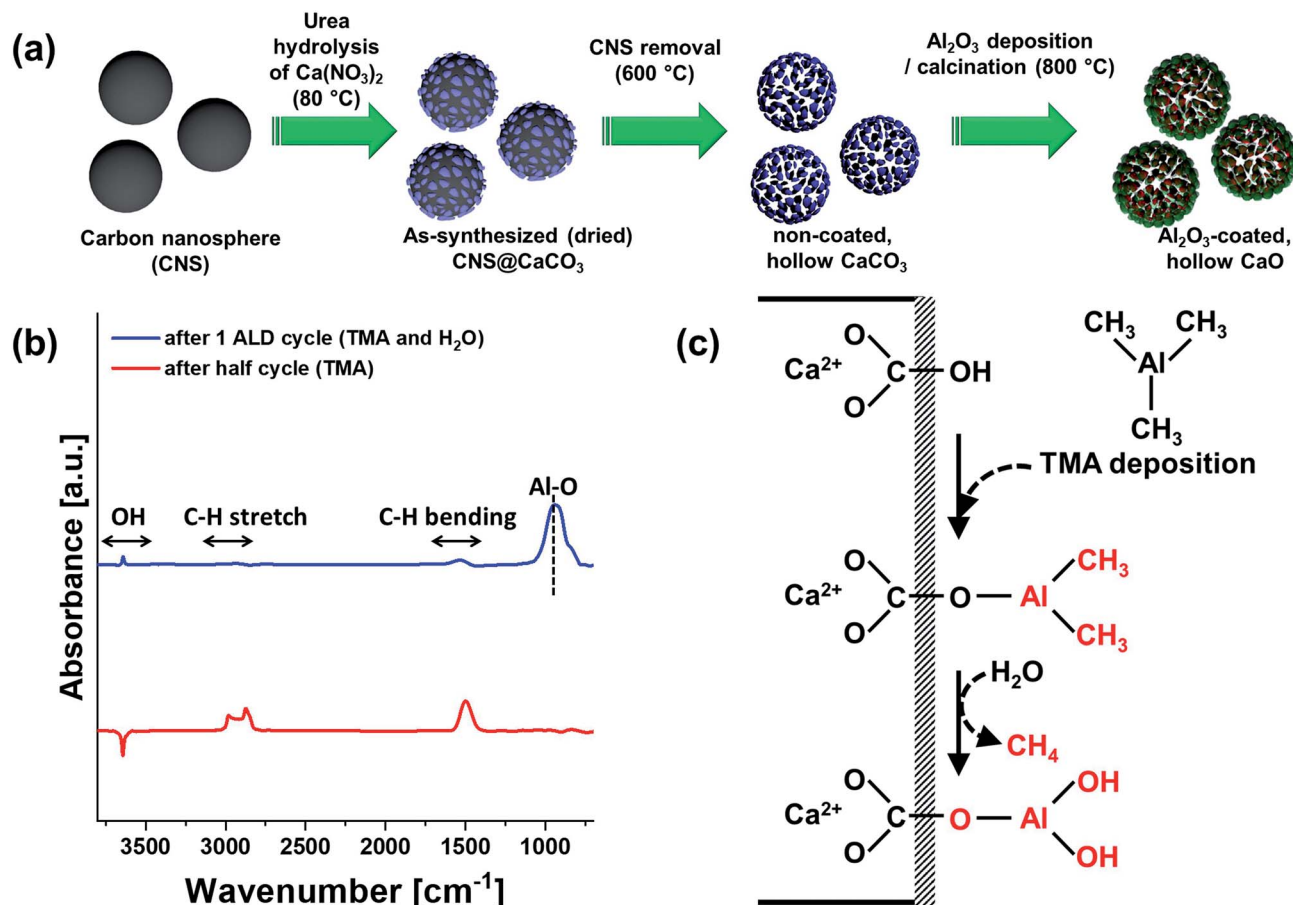 (a)
Urea
hydrolysis
of Ca(NO₃)₂
(80 °C)
CNS removal
(600 °C)
Al₂O₃ deposition
/ calcination (800 °C)
Carbon nanosphere
(CNS)
As-synthesized (dried)
CNS@CaCO₃
non-coated,
hollow CaCO₃
Al₂O₃-coated,
hollow CaO
(b)
after 1 ALD cycle (TMA and H₂O)
after half cycle (TMA)
Absorbance [a.u.]
OH
C-H stretch
C-H bending
Al-O
3500 3000 2500 2000 1500 1000
Wavenumber [cm⁻¹]
(c)
O
Ca²⁺ C OH
O
CH₃ CH₃
Al
CH₃
TMA deposition
O CH₃
Ca²⁺ C O Al
O CH₃
H₂O
CH₄
O OH
Ca²⁺ C O Al
O OH